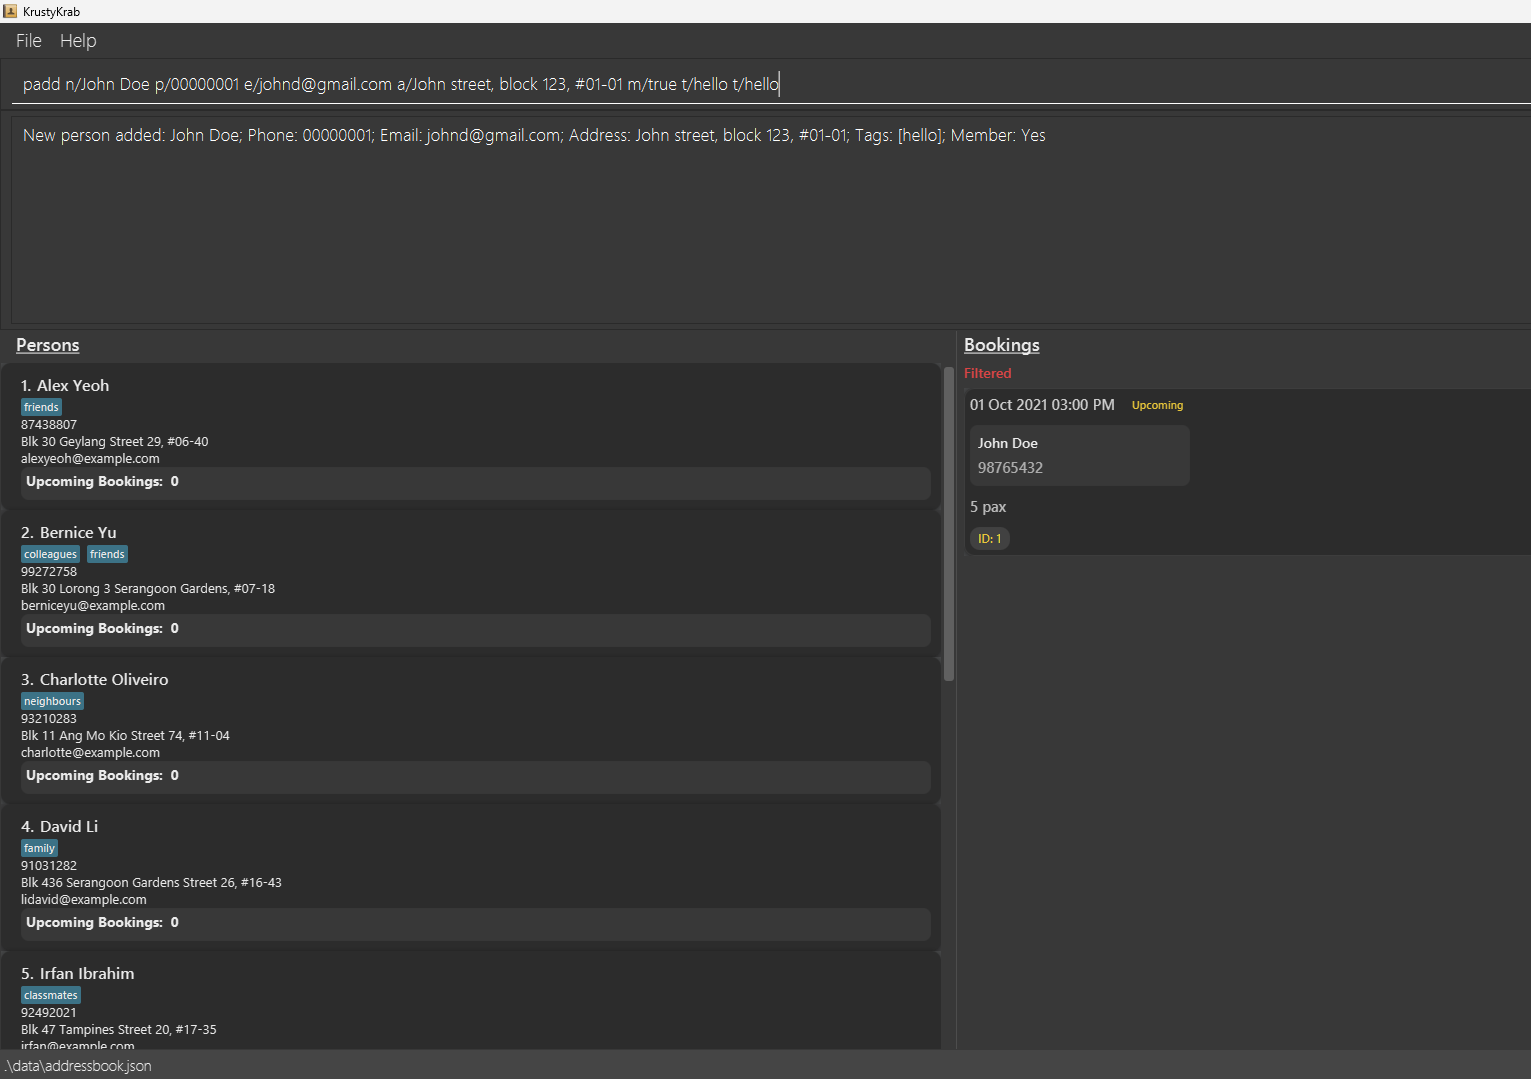 KrustyKrab
File Help
padd n/John Doe p/00000001 e/johnd@gmail.com a/John street, block 123, #01-01 m/true t/hello t/hello
New person added: John Doe; Phone: 00000001; Email: johnd@gmail.com; Address: John street, block 123, #01-01; Tags: [hello]; Member: Yes
Persons
1. Alex Yeoh
friends
87438807
Blk 30 Geylang Street 29, #06-40
alexyeoh@example.com
Upcoming Bookings: 0
2. Bernice Yu
colleagues friends
99272758
Blk 30 Lorong 3 Serangoon Gardens, #07-18
berniceyu@example.com
Upcoming Bookings: 0
3. Charlotte Oliveiro
neighbours
93210283
Blk 11 Ang Mo Kio Street 74, #11-04
charlotte@example.com
Upcoming Bookings: 0
4. David Li
family
91031282
Blk 436 Serangoon Gardens Street 26, #16-43
lidavid@example.com
Upcoming Bookings: 0
5. Irfan Ibrahim
classmates
92492021
Blk 47 Tampines Street 20, #17-35
irfan@example.com
Bookings
Filtered
01 Oct 2021 03:00 PM Upcoming
John Doe
98765432
5 pax
ID: 1
.\data\addressbook.json